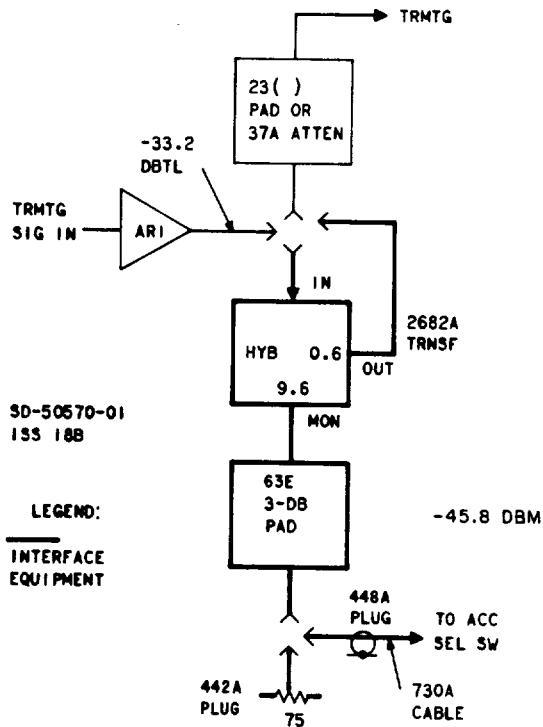 TRMTG
23( )
PAD OR
37A ATTEN
-33.2
DBTL
TRMTG
SIG IN
AR1
IN
2682A
TRNSF
HYB 0.6
OUT
9.6
MON
SD-50570-01
ISS 18B
63E
3-DB
PAD
-45.8 DBM
LEGEND:
INTERFACE
EQUIPMENT
448A
PLUG
TO ACC
SEL SW
442A
PLUG
75
730A
CABLE